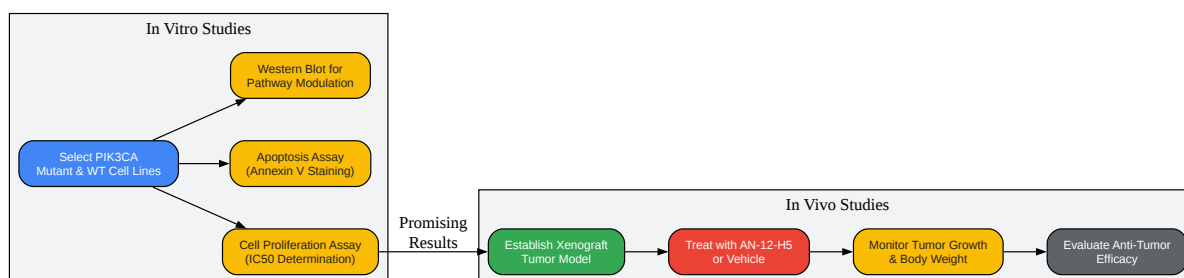 In Vitro Studies
Western Blot for
Pathway Modulation
Select PIK3CA
Mutant & WT Cell Lines
Apoptosis Assay
(Annexin V Staining)
Cell Proliferation Assay
(IC50 Determination)
Promising
Results
In Vivo Studies
Establish Xenograft
Tumor Model
Treat with AN-12-H5
or Vehicle
Monitor Tumor Growth
& Body Weight
Evaluate Anti-Tumor
Efficacy